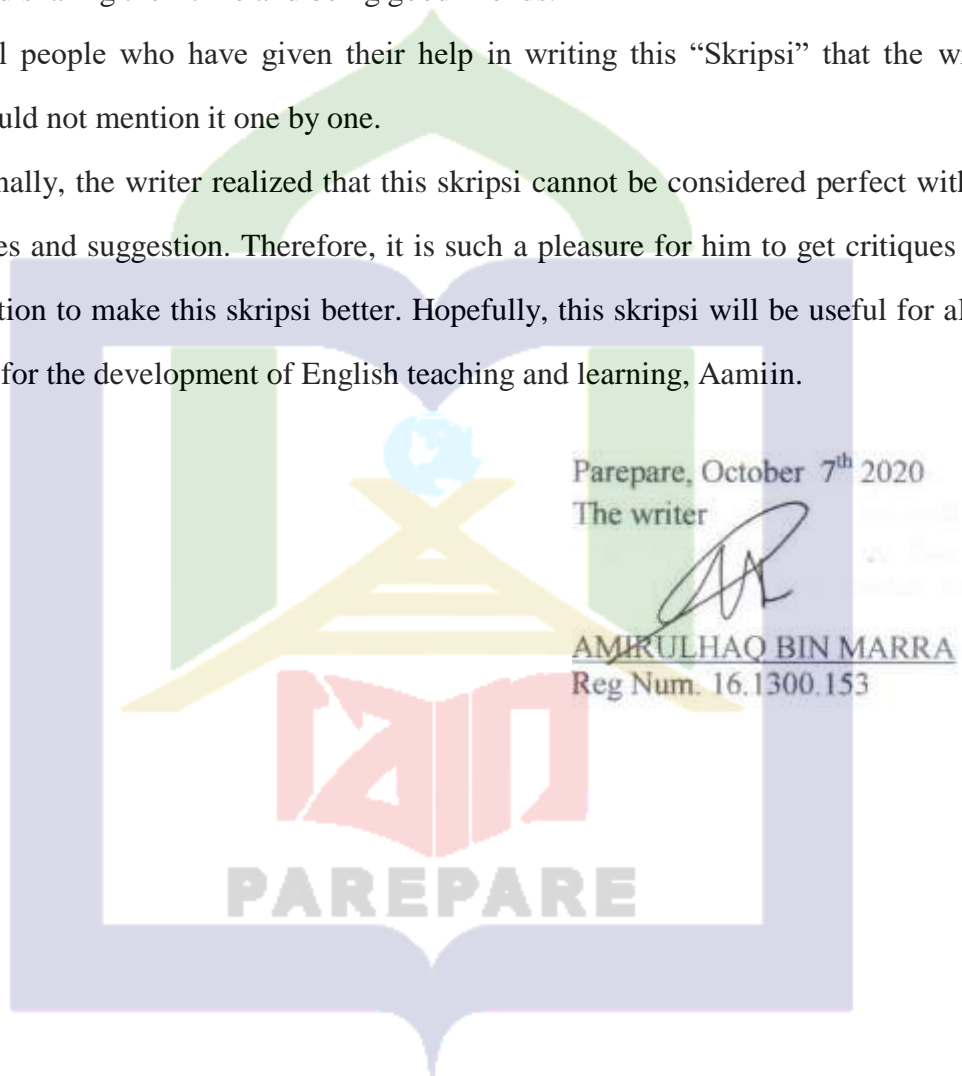 l people who have given their help in writing this “Skripsi” that the w
uld not mention it one by one.
nally, the writer realized that this skripsi cannot be considered perfect with
es and suggestion. Therefore, it is such a pleasure for him to get critiques
tion to make this skripsi better. Hopefully, this skripsi will be useful for al
for the development of English teaching and learning, Aamiin.
Parepare, October 7th 2020
The writer
AMIRULHAQ BIN MARRA
Reg Num. 16.1300.153
PAREPARE